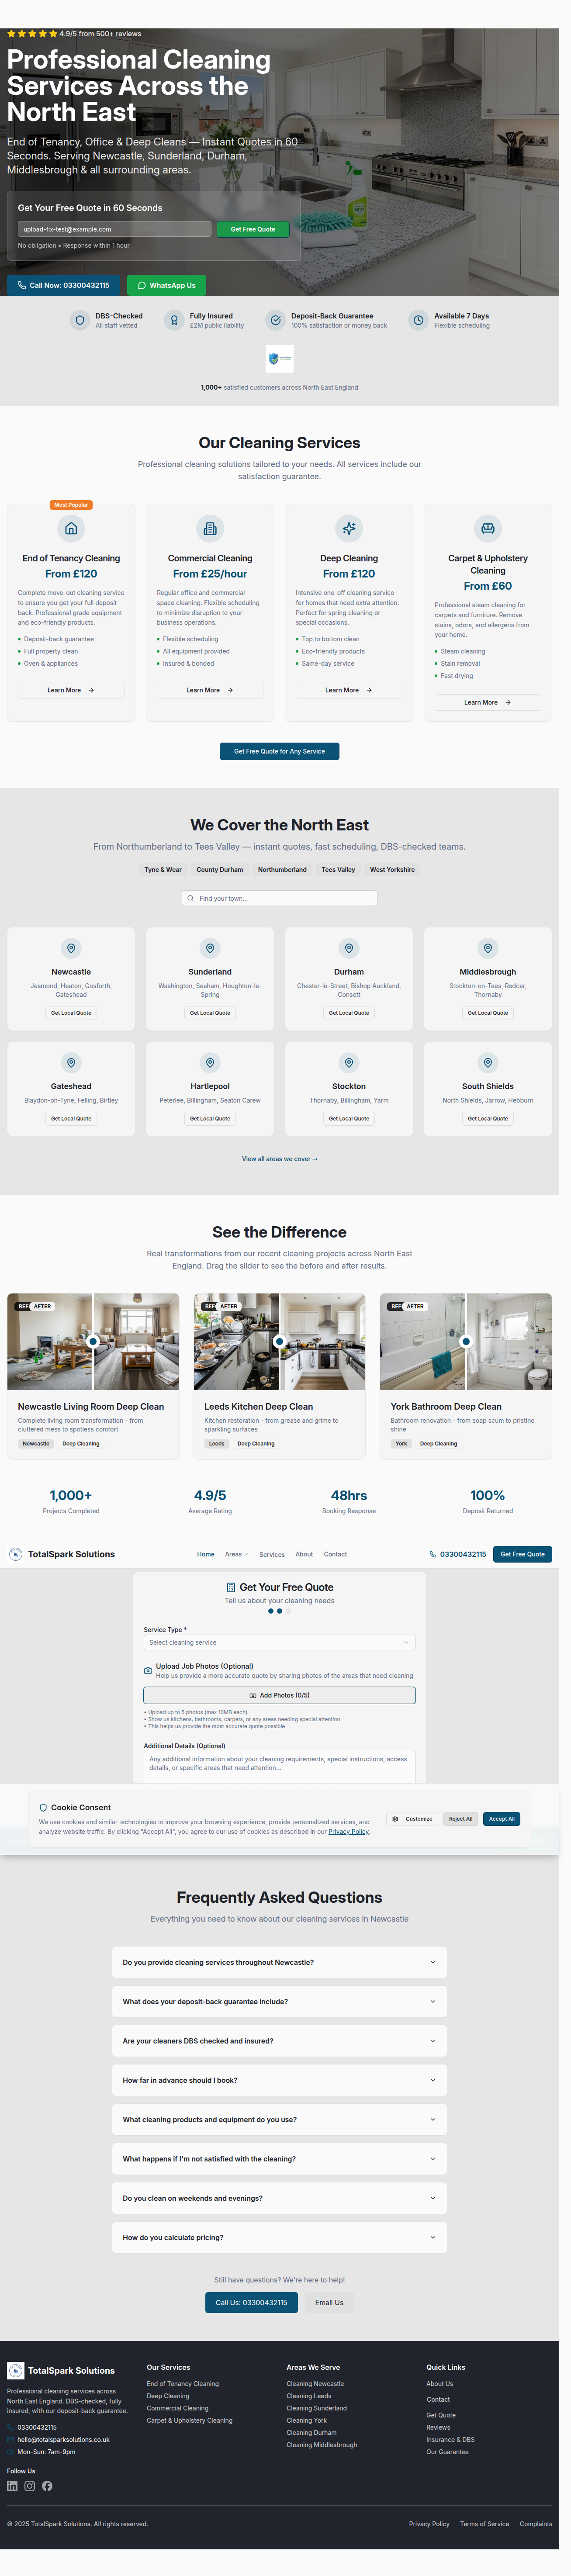 4.9/5 from 500+ reviews
Professional Cleaning
Services Across the
North East
End of Tenancy, Office & Deep Cleans — Instant Quotes in 60
Seconds. Serving Newcastle, Sunderland, Durham,
Middlesbrough & all surrounding areas.
Get Your Free Quote in 60 Seconds
upload-fix-test@example.com
Get Free Quote
No obligation • Response within 1 hour
Call Now: 03300432115
WhatsApp Us
DBS-Checked
All staff vetted
Fully Insured
£2M public liability
Deposit-Back Guarantee
100% satisfaction or money back
Available 7 Days
Flexible scheduling
1,000+ satisfied customers across North East England
Our Cleaning Services
Professional cleaning solutions tailored to your needs. All services include our
satisfaction guarantee.
Most Popular
End of Tenancy Cleaning
From £120
Complete move-out cleaning service
to ensure you get your full deposit
back. Professional grade equipment
and eco-friendly products.
Deposit-back guarantee
Full property clean
Oven & appliances
Learn More
Commercial Cleaning
From £25/hour
Regular office and commercial
space cleaning. Flexible scheduling
to minimize disruption to your
business operations.
Flexible scheduling
All equipment provided
Insured & bonded
Learn More
Deep Cleaning
From £120
Intensive one-off cleaning service
for homes that need extra attention.
Perfect for spring cleaning or
special occasions.
Top to bottom clean
Eco-friendly products
Same-day service
Learn More
Carpet & Upholstery
Cleaning
From £60
Professional steam cleaning for
carpets and furniture. Remove
stains, odors, and allergens from
your home.
Steam cleaning
Stain removal
Fast drying
Learn More
Get Free Quote for Any Service
We Cover the North East
From Northumberland to Tees Valley — instant quotes, fast scheduling, DBS-checked teams.
Tyne & Wear
County Durham
Northumberland
Tees Valley
West Yorkshire
Find your town...
Newcastle
Jesmond, Heaton, Gosforth,
Gateshead
Get Local Quote
Sunderland
Washington, Seaham, Houghton-le-
Spring
Get Local Quote
Durham
Chester-le-Street, Bishop Auckland,
Consett
Get Local Quote
Middlesbrough
Stockton-on-Tees, Redcar,
Thornaby
Get Local Quote
Gateshead
Blaydon-on-Tyne, Felling, Birtley
Get Local Quote
Hartlepool
Peterlee, Billingham, Seaton Carew
Get Local Quote
Stockton
Thornaby, Billingham, Yarm
Get Local Quote
South Shields
North Shields, Jarrow, Hebburn
Get Local Quote
View all areas we cover →
See the Difference
Real transformations from our recent cleaning projects across North East
England. Drag the slider to see the before and after results.
BEF
AFTER
BEF
AFTER
BEF
AFTER
Newcastle Living Room Deep Clean
Complete living room transformation - from
cluttered mess to spotless comfort
Newcastle
Deep Cleaning
Leeds Kitchen Deep Clean
Kitchen restoration - from grease and grime to
sparkling surfaces
Leeds
Deep Cleaning
York Bathroom Deep Clean
Bathroom renovation - from soap scum to pristine
shine
York
Deep Cleaning
1,000+
Projects Completed
4.9/5
Average Rating
48hrs
Booking Response
100%
Deposit Returned
TotalSpark Solutions
Home
Areas
Services
About
Contact
03300432115
Get Free Quote
Get Your Free Quote
Tell us about your cleaning needs
Service Type *
Select cleaning service
Upload Job Photos (Optional)
Help us provide a more accurate quote by sharing photos of the areas that need cleaning
Add Photos (0/5)
• Upload up to 5 photos (max 10MB each)
• Show us kitchens, bathrooms, carpets, or any areas needing special attention
• This helps us provide the most accurate quote possible
Additional Details (Optional)
Any additional information about your cleaning requirements, special instructions, access
details, or specific areas that need attention...
Cookie Consent
We use cookies and similar technologies to improve your browsing experience, provide personalized services, and
analyze website traffic. By clicking "Accept All", you agree to our use of cookies as described in our Privacy Policy.
Customize
Reject All
Accept All
Frequently Asked Questions
Everything you need to know about our cleaning services in Newcastle
Do you provide cleaning services throughout Newcastle?
What does your deposit-back guarantee include?
Are your cleaners DBS checked and insured?
How far in advance should I book?
What cleaning products and equipment do you use?
What happens if I'm not satisfied with the cleaning?
Do you clean on weekends and evenings?
How do you calculate pricing?
Still have questions? We're here to help!
Call Us: 03300432115
Email Us
TotalSpark Solutions
Professional cleaning services across
North East England. DBS-checked, fully
insured, with our deposit-back guarantee.
03300432115
hello@totalsparksolutions.co.uk
Mon-Sun: 7am-9pm
Follow Us
Our Services
End of Tenancy Cleaning
Deep Cleaning
Commercial Cleaning
Carpet & Upholstery Cleaning
Areas We Serve
Cleaning Newcastle
Cleaning Leeds
Cleaning Sunderland
Cleaning York
Cleaning Durham
Cleaning Middlesbrough
Quick Links
About Us
Contact
Get Quote
Reviews
Insurance & DBS
Our Guarantee
© 2025 TotalSpark Solutions. All rights reserved.
Privacy Policy
Terms of Service
Complaints